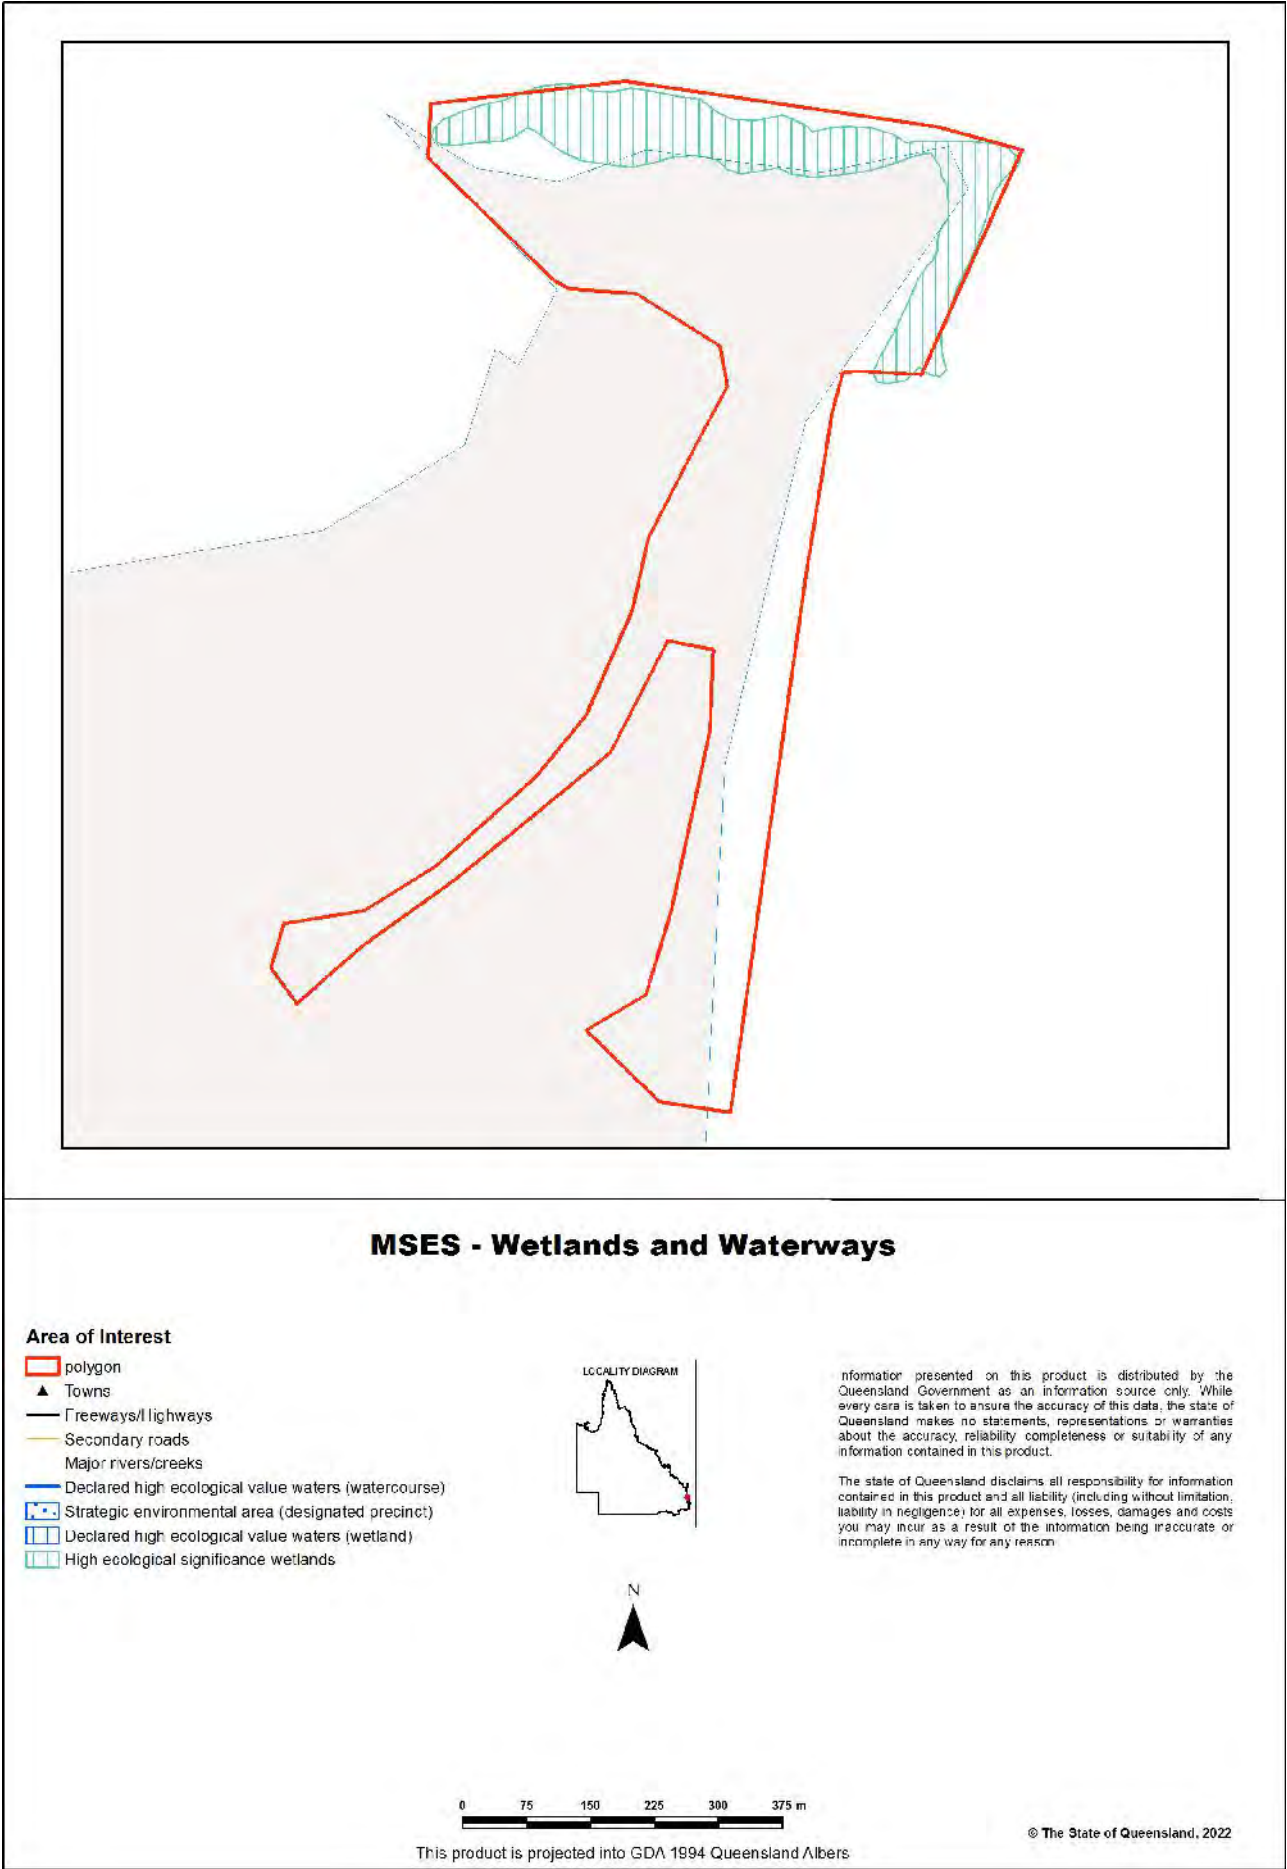 MSES - Wetlands and Waterways
Area of Interest
polygon
Towns
Freeways/Highways
Secondary roads
Major rivers/creeks
Declared high ecological value waters (watercourse)
Strategic environmental area (designated precinct)
Declared high ecological value waters (wetland)
High ecological significance wetlands
LOCALITY DIAGRAM
N
nformation presented on this product is distributed by the
Queensland Government as an information source only. While
every care is taken to ensure the accuracy of this data, the state of
Queensland makes no statements, representations or warranties
about the accuracy, reliability completeness or suitability of any
information contained in this product.
The state of Queensland disclaims all responsibility for information
contained in this product and all liability (including without limitation,
liability in negligence) for all expenses, losses, damages and costs
you may incur as a result of the information being inaccurate or
incomplete in any way for any reason
0 75 150 225 300 375 m
This product is projected into GDA 1994 Queensland Albers
© The State of Queensland, 2022